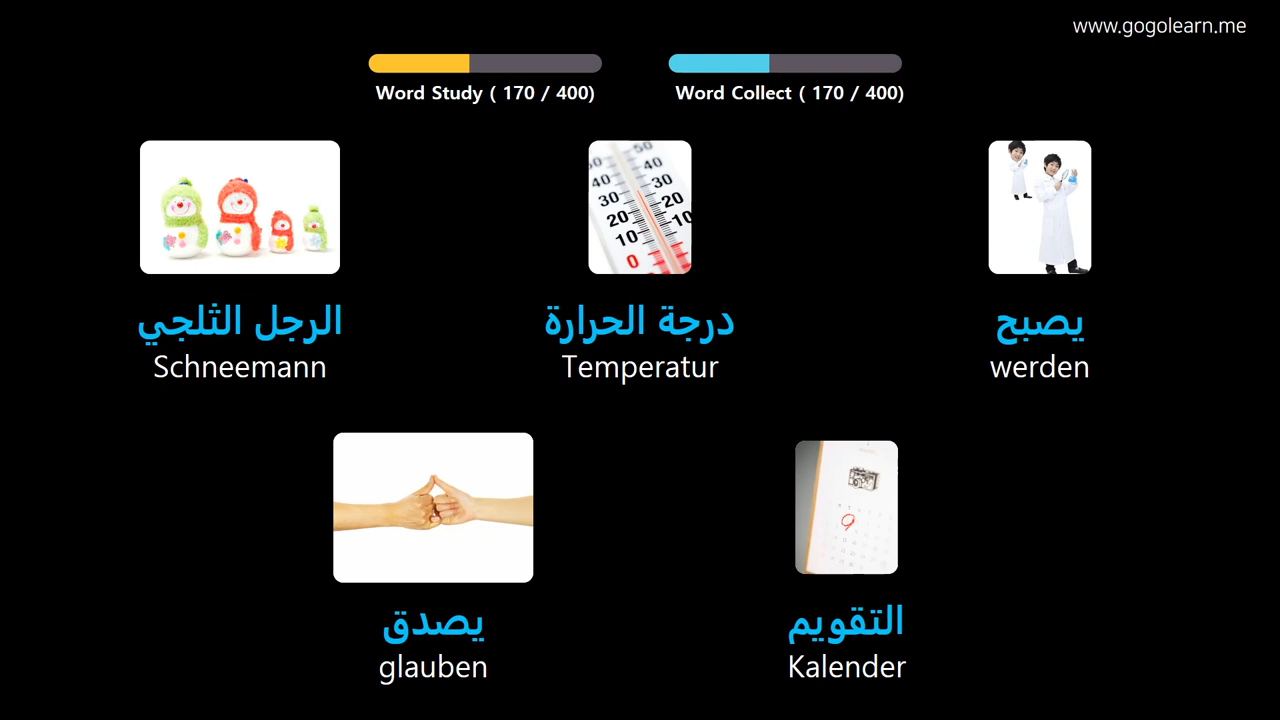 www.gogolearn.me
Word Study ( 170 / 400)
Word Collect ( 170 / 400)
الرجل الثلجي
Schneemann
درجة الحرارة
Temperatur
يصبح
werden
يصدق
glauben
التقويم
Kalender